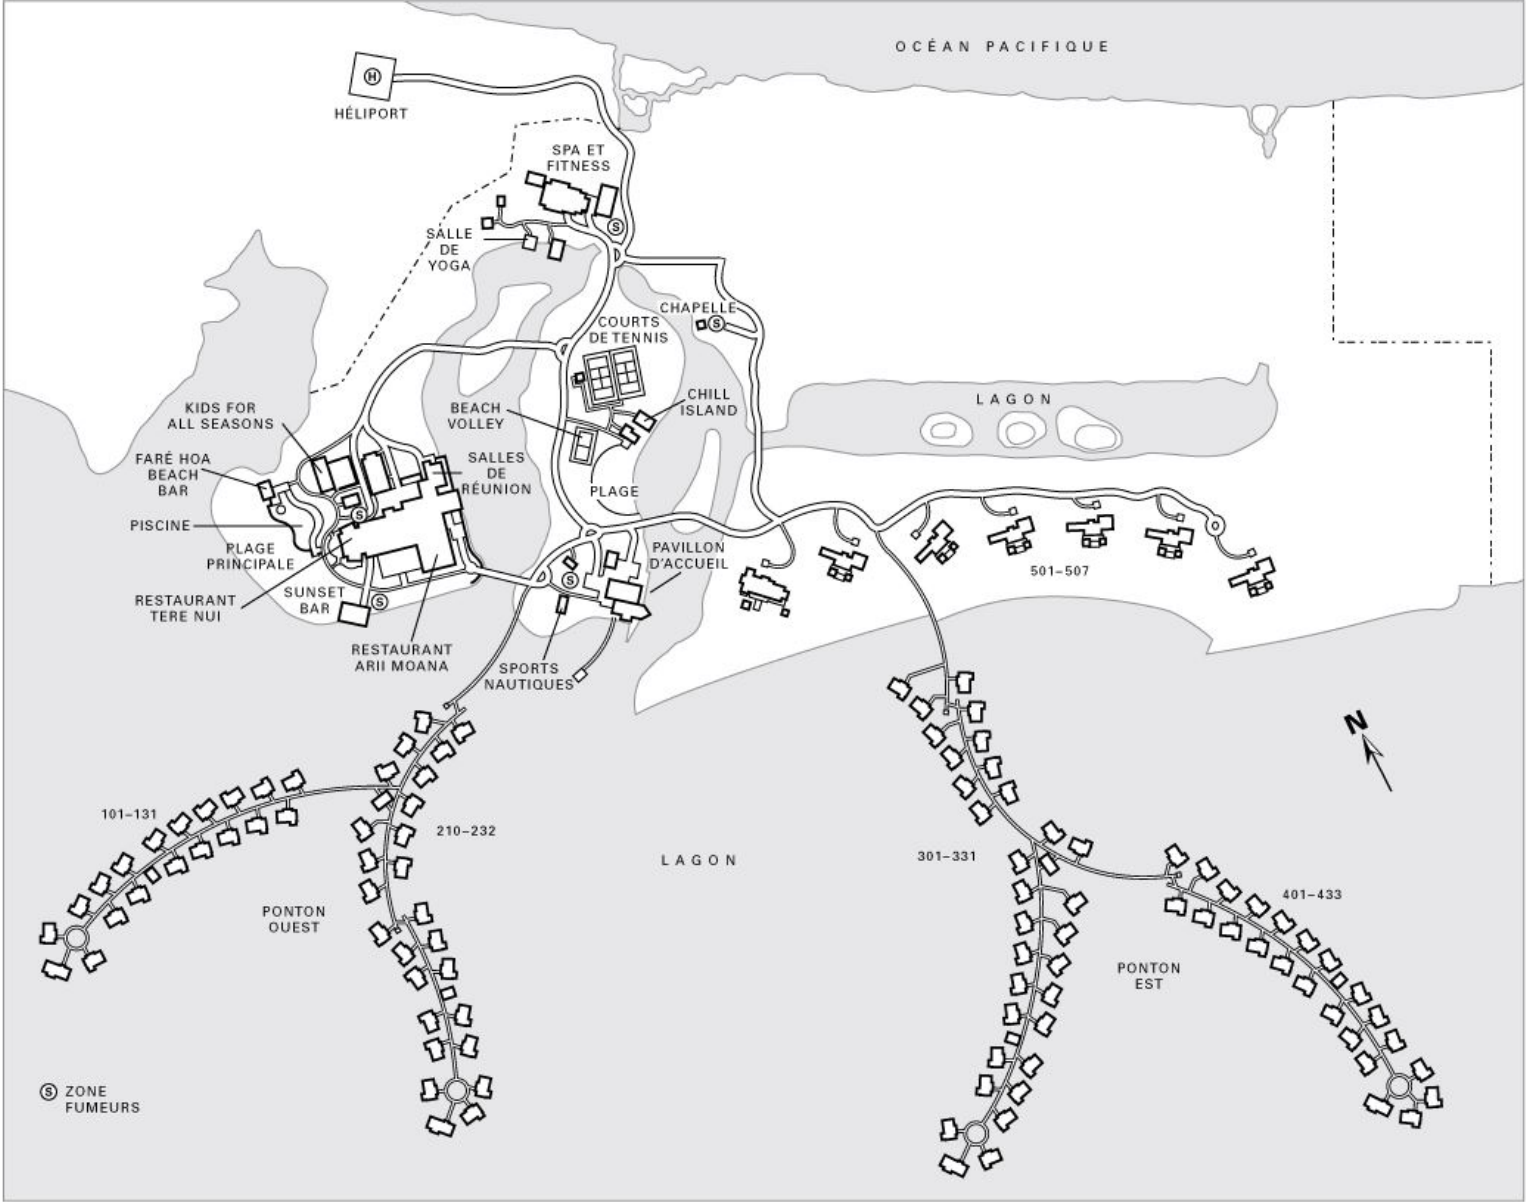 OCÉAN PACIFIQUE
H
HÉLIPORT
SPA ET
FITNESS
S
SALLE
DE
YOGA
CHAPELLE
S
COURTS
DE TENNIS
CHILL
ISLAND
BEACH
VOLLEY
LAGON
KIDS FOR
ALL SEASONS
FARÉ HOA
BEACH
BAR
SALLES
DE
RÉUNION
PLAGE
S
PISCINE
PLAGE
PRINCIPALE
PAVILLON
D'ACCUEIL
501–507
RESTAURANT
TERE NUI
SUNSET
BAR
S
S
RESTAURANT
ARII MOANA
SPORTS
NAUTIQUES
N
101–131
210–232
LAGON
301–331
401–433
PONTON
OUEST
PONTON
EST
S ZONE
FUMEURS